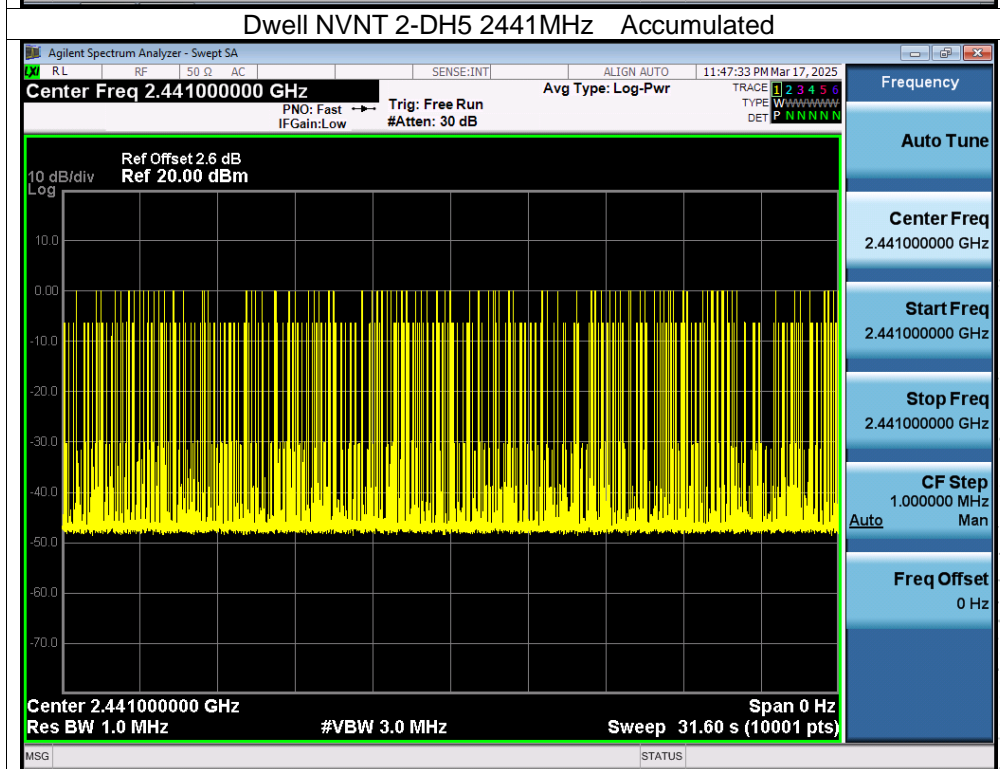 Dwell NVNT 2-DH5 2441MHz    Accumulated
Agilent Spectrum Analyzer - Swept SA
LXI RL RF 50 Ω AC SENSE:INT ALIGN AUTO 11:47:33 PM Mar 17, 2025
Center Freq 2.441000000 GHz
PNO: Fast
IFGain:Low
Trig: Free Run
#Atten: 30 dB
Avg Type: Log-Pwr
TRACE 1 2 3 4 5 6
TYPE WWWWWWW
DET P N N N N N
Frequency
Auto Tune
Center Freq
2.441000000 GHz
Start Freq
2.441000000 GHz
Stop Freq
2.441000000 GHz
CF Step
1.000000 MHz
Auto Man
Freq Offset
0 Hz
Ref Offset 2.6 dB
10 dB/div Ref 20.00 dBm
Log
10.0
0.00
-10.0
-20.0
-30.0
-40.0
-50.0
-60.0
-70.0
Center 2.441000000 GHz Span 0 Hz
Res BW 1.0 MHz #VBW 3.0 MHz Sweep 31.60 s (10001 pts)
MSG STATUS